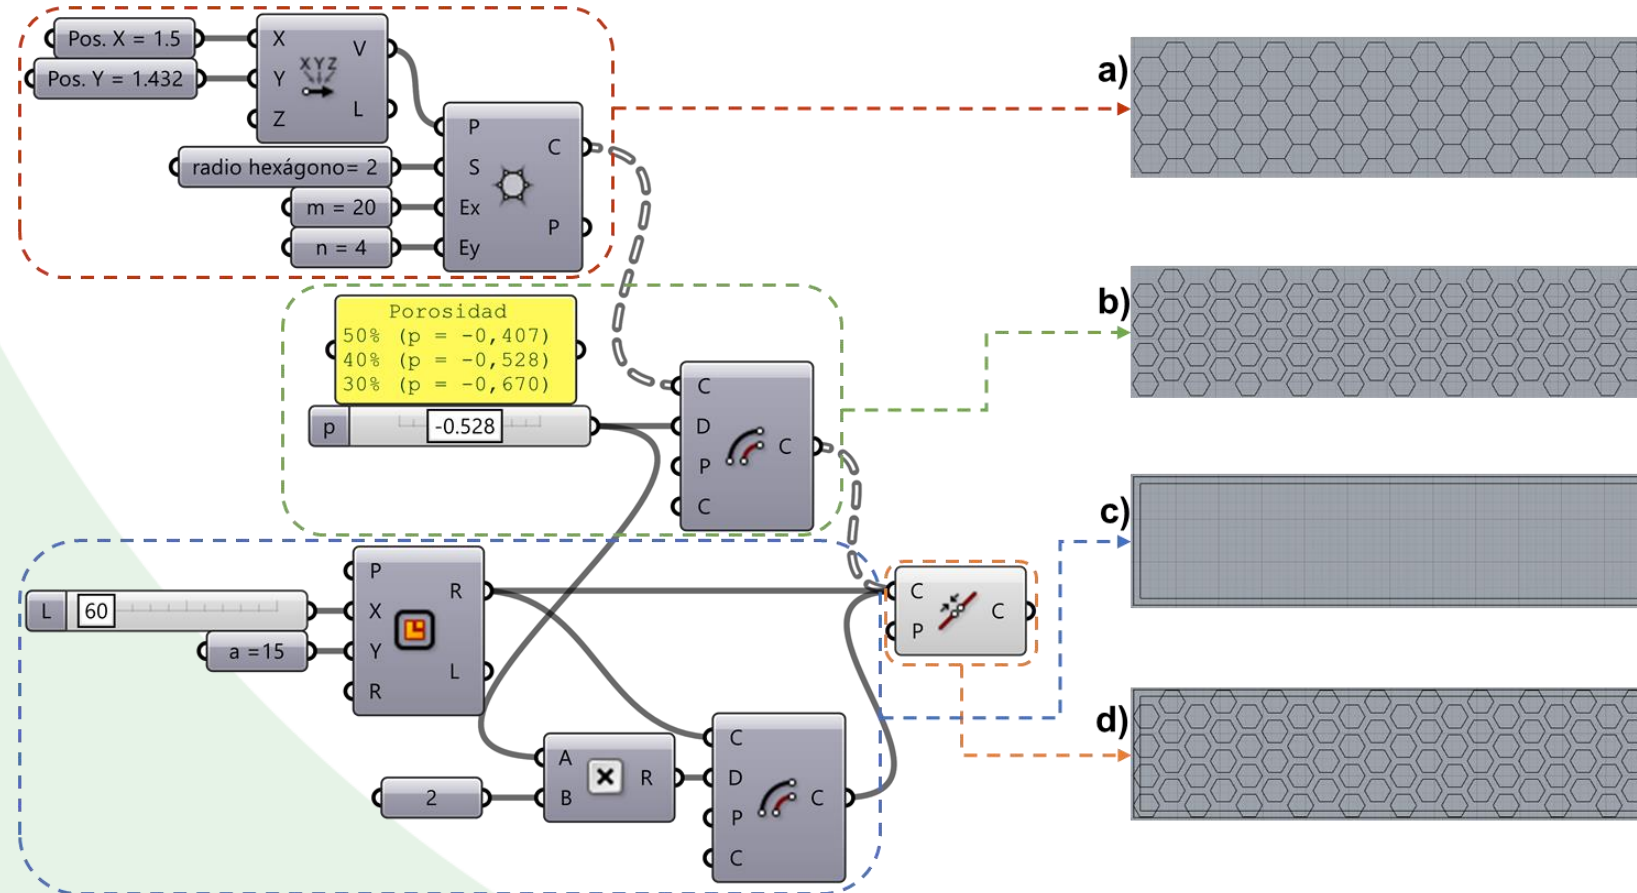 Pos. X = 1.5
Pos. Y = 1.432
X
Y
Z
XYZ
V
L
radio hexágono= 2
m = 20
n = 4
P
S
Ex
Ey
C
P
a)
Porosidad
50% (p = -0,407)
40% (p = -0,528)
30% (p = -0,670)
p
-0.528
C
D
P
C
C
b)
L
60
a =15
P
X
Y
R
R
L
C
P
C
c)
2
A
B
R
C
D
P
C
C
d)